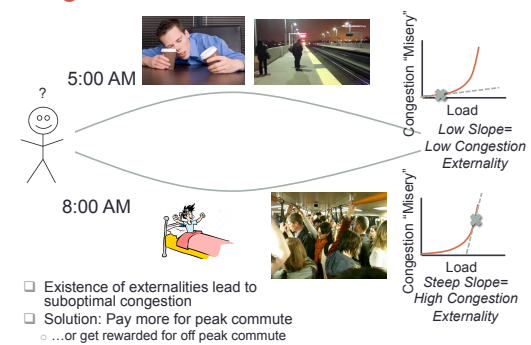 5:00 AM
?
Congestion "Misery"
Load
Low Slope=
Low Congestion
Externality
8:00 AM
Congestion "Misery"
Load
Steep Slope=
High Congestion
Externality
❑ Existence of externalities lead to
suboptimal congestion
❑ Solution: Pay more for peak commute
○ …or get rewarded for off peak commute